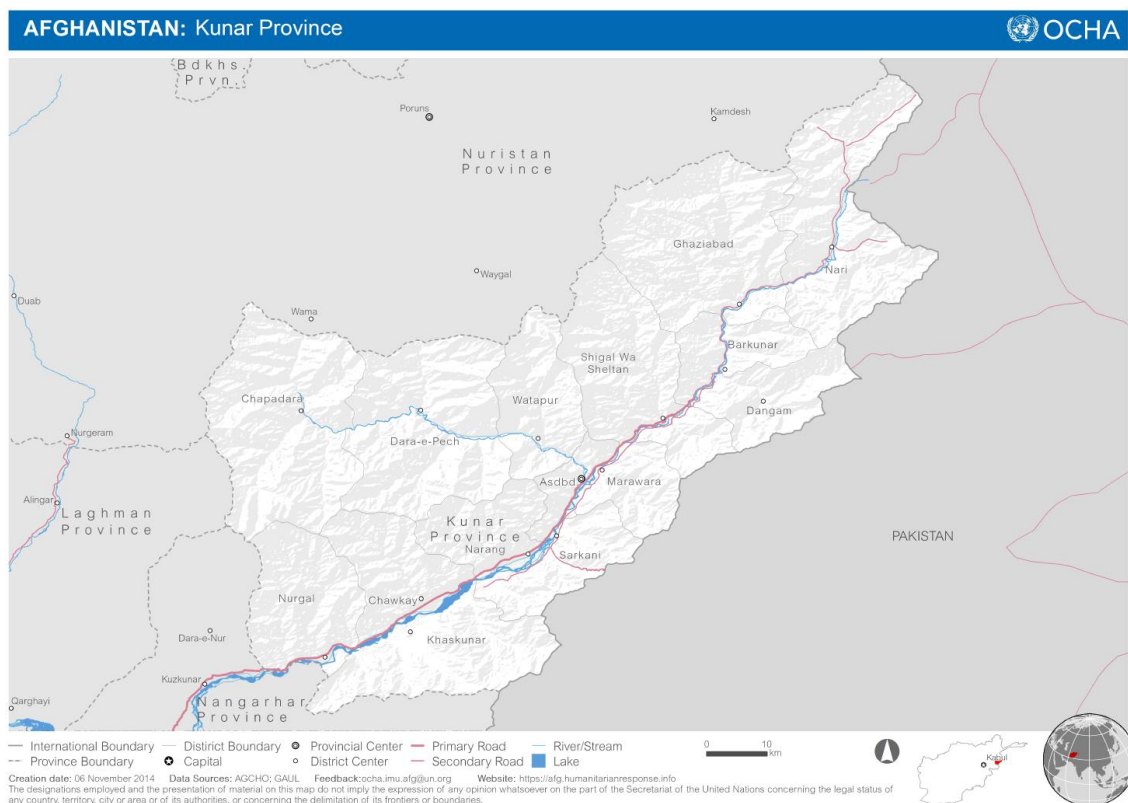 AFGHANISTAN: Kunar Province
OCHA
Bdkhs.
Prvn.
Poruns
Kamdesh
Nuristan
Province
Ghaziabad
Waygal
Nari
Duab
Wama
Barkunar
Shigal Wa
Sheltan
Chapadara
Watapur
Dangam
Nurgeram
Dara-e-Pech
Asdbd
Marawara
Alingar
Laghman
Province
Kunar
Province
Narang
Sarkani
PAKISTAN
Nurgal
Chawkay
Dara-e-Nur
Khaskunar
Kuzkunar
Nangarhar
Province
Qarghayi
International Boundary
District Boundary
Provincial Center
Primary Road
River/Stream
0 10
km
Province Boundary
Capital
District Center
Secondary Road
Lake
Kabul
Creation date: 06 November 2014 Data Sources: AGCHO; GAUL Feedback:ocha.imu.afg@un.org Website: https://afg.humanitarianresponse.info
The designations employed and the presentation of material on this map do not imply the expression of any opinion whatsoever on the part of the Secretariat of the United Nations concerning the legal status of
any country, territory, city or area or of its authorities, or concerning the delimitation of its frontiers or boundaries.